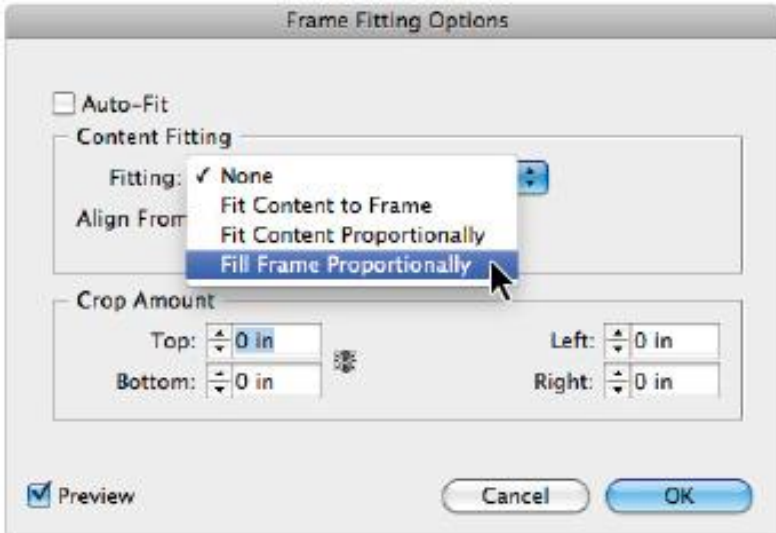 Frame Fitting Options
Auto-Fit
Content Fitting
Fitting: ✓ None
Fit Content to Frame
Align From
Fit Content Proportionally
Fill Frame Proportionally
Crop Amount
Top: 0 in Left: 0 in
Bottom: 0 in Right: 0 in
Preview Cancel OK